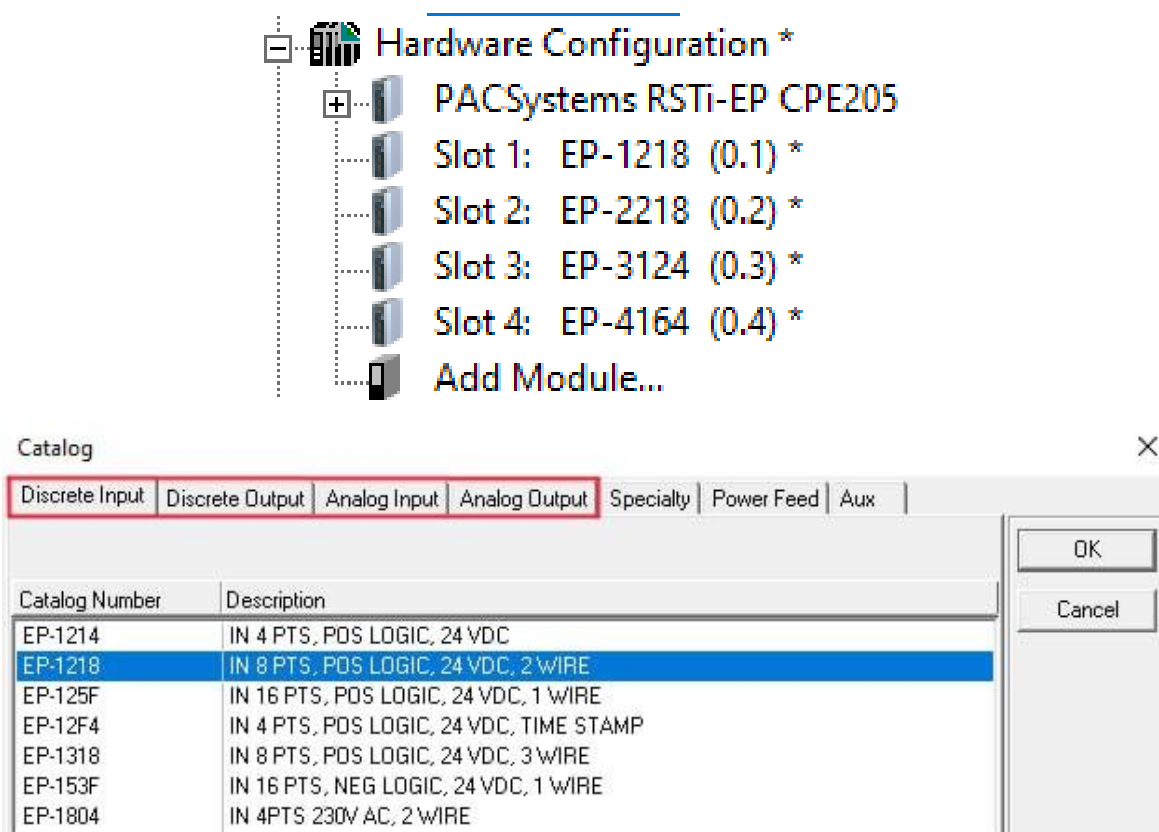 Hardware Configuration *
PACSystems RSTi-EP CPE205
Slot 1: EP-1218 (0.1) *
Slot 2: EP-2218 (0.2) *
Slot 3: EP-3124 (0.3) *
Slot 4: EP-4164 (0.4) *
Add Module...
Catalog
Discrete Input Discrete Output Analog Input Analog Output Specialty Power Feed Aux
OK
Catalog Number Description
Cancel
EP-1214 IN 4 PTS, POS LOGIC, 24 VDC
EP-1218 IN 8 PTS, POS LOGIC, 24 VDC, 2 WIRE
EP-125F IN 16 PTS, POS LOGIC, 24 VDC, 1 WIRE
EP-12F4 IN 4 PTS, POS LOGIC, 24 VDC, TIME STAMP
EP-1318 IN 8 PTS, POS LOGIC, 24 VDC, 3 WIRE
EP-153F IN 16 PTS, NEG LOGIC, 24 VDC, 1 WIRE
EP-1804 IN 4PTS 230V AC, 2 WIRE